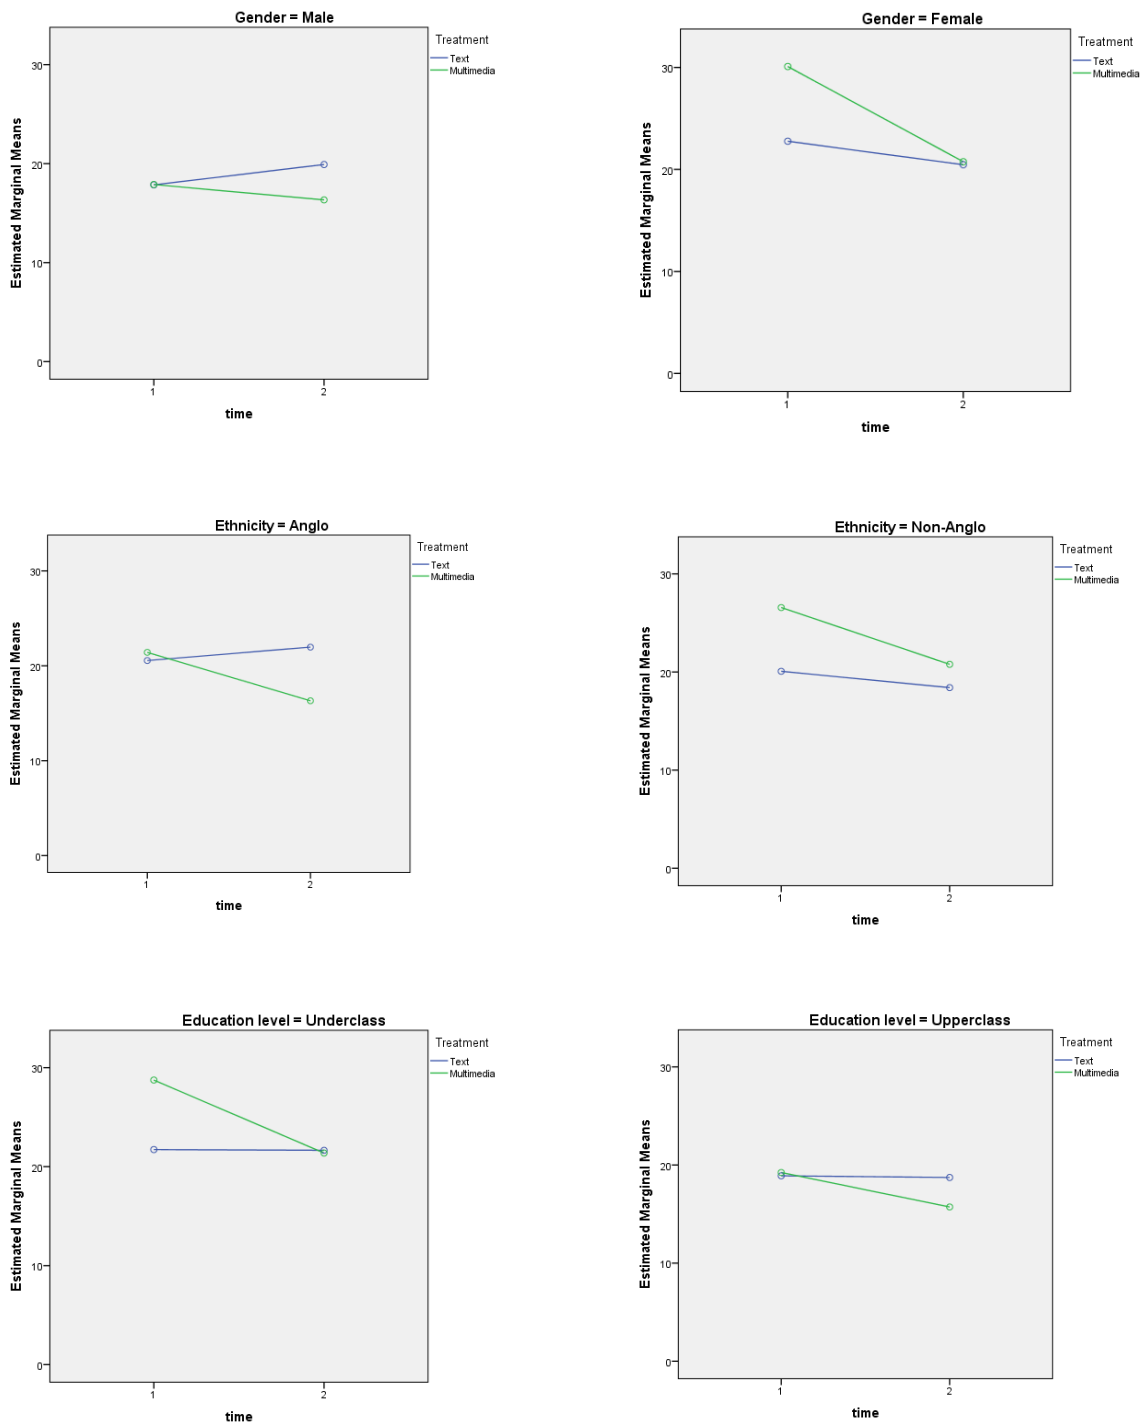 Gender = Male
Treatment
Text
Multimedia
Estimated Marginal Means
30
20
10
0
1 2
time
Gender = Female
Treatment
Text
Multimedia
Estimated Marginal Means
30
20
10
0
1 2
time
Ethnicity = Anglo
Treatment
Text
Multimedia
Estimated Marginal Means
30
20
10
0
1 2
time
Ethnicity = Non-Anglo
Treatment
Text
Multimedia
Estimated Marginal Means
30
20
10
0
1 2
time
Education level = Underclass
Treatment
Text
Multimedia
Estimated Marginal Means
30
20
10
0
1 2
time
Education level = Upperclass
Treatment
Text
Multimedia
Estimated Marginal Means
30
20
10
0
1 2
time